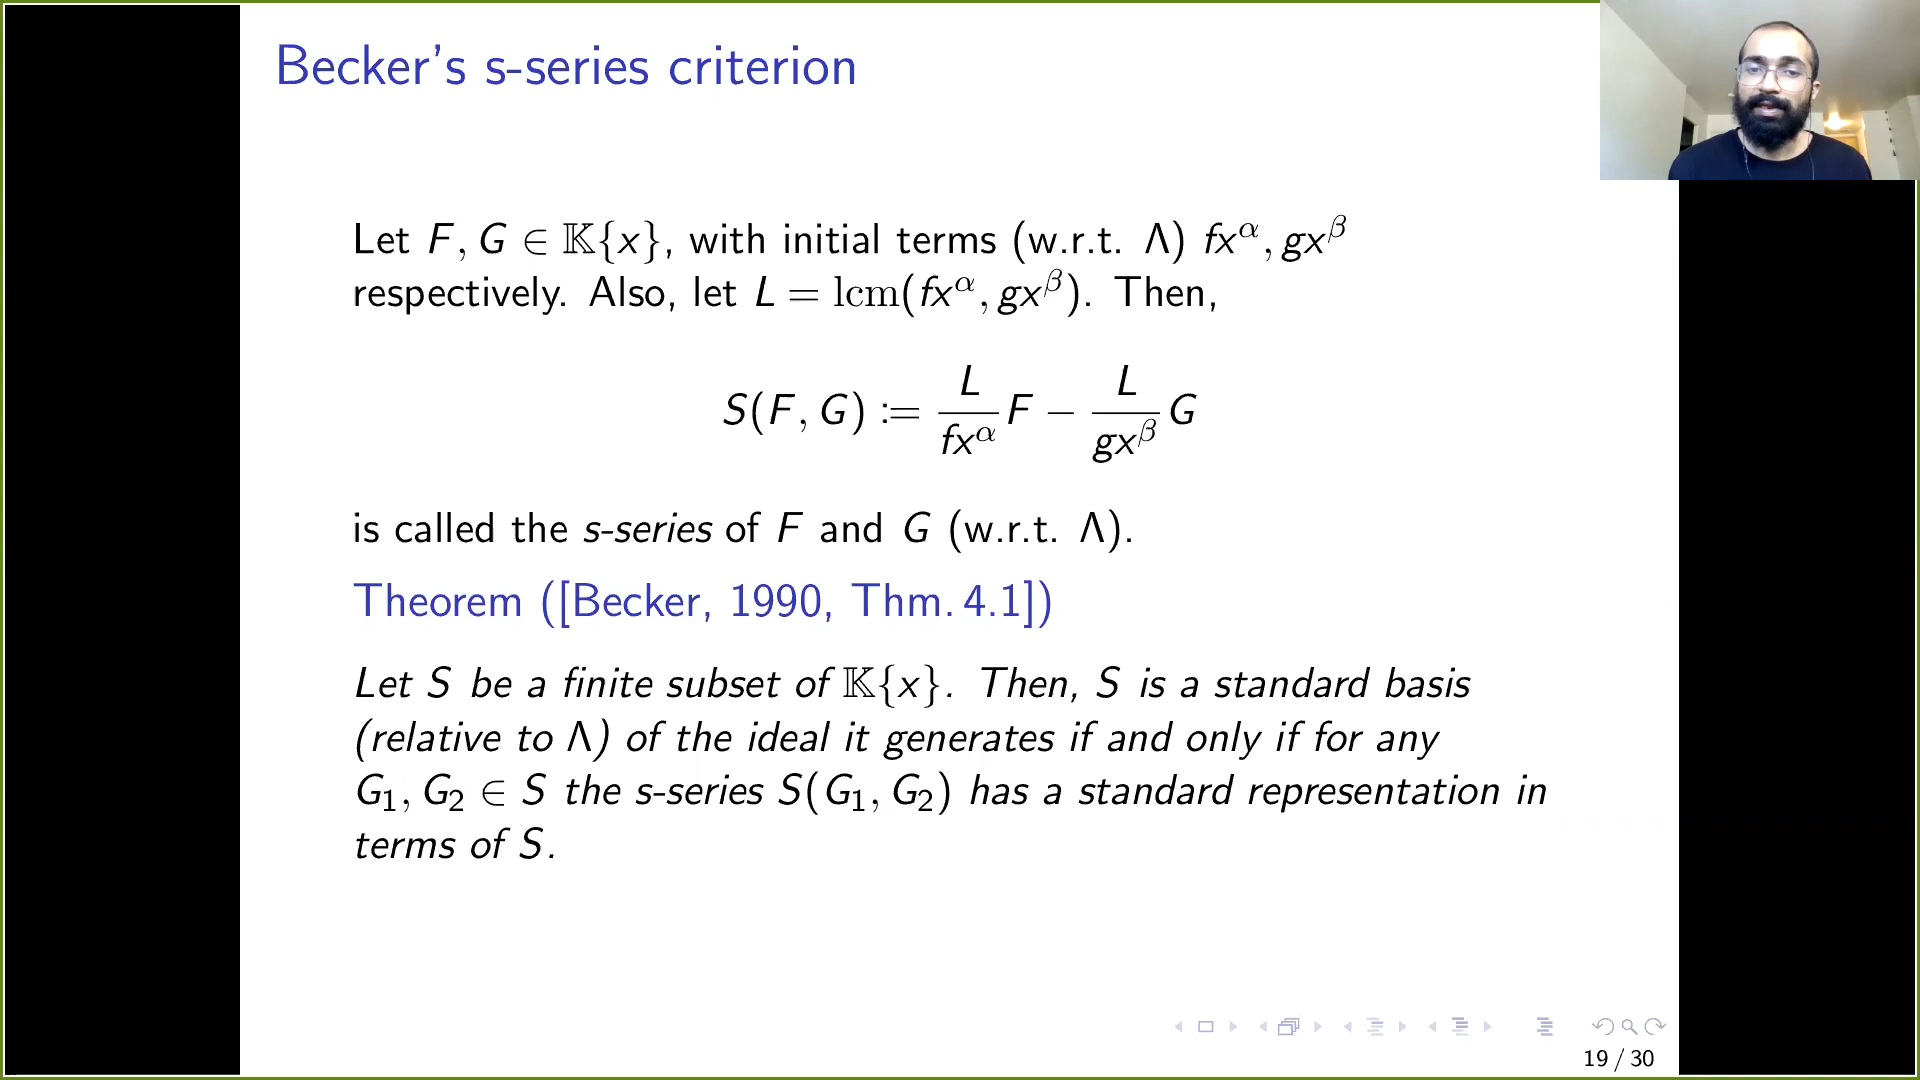 Becker's s-series criterion
Let F, G ∈ 𝕂{x}, with initial terms (w.r.t. Λ) fx^α, gx^β
respectively. Also, let L = lcm(fx^α, gx^β). Then,
S(F, G) := \frac{L}{fx^α} F − \frac{L}{gx^β} G
is called the s-series of F and G (w.r.t. Λ).
Theorem ([Becker, 1990, Thm. 4.1])
Let S be a finite subset of 𝕂{x}. Then, S is a standard basis
(relative to Λ) of the ideal it generates if and only if for any
G₁, G₂ ∈ S the s-series S(G₁, G₂) has a standard representation in
terms of S.
19 / 30